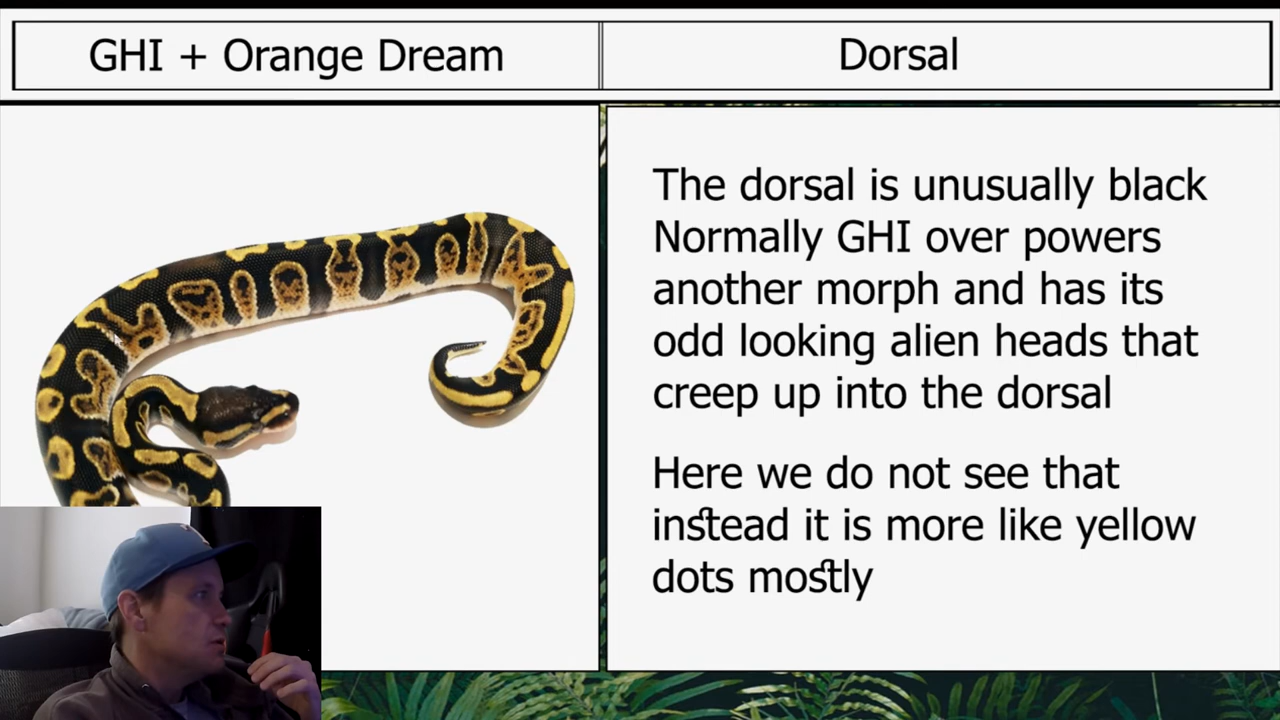 GHI + Orange Dream
Dorsal
The dorsal is unusually black
Normally GHI over powers
another morph and has its
odd looking alien heads that
creep up into the dorsal
Here we do not see that
instead it is more like yellow
dots mostly